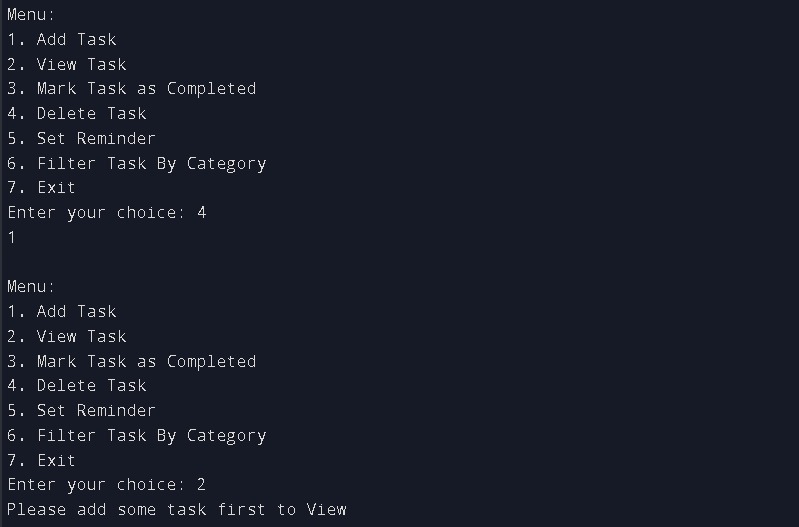 Menu:
1. Add Task
2. View Task
3. Mark Task as Completed
4. Delete Task
5. Set Reminder
6. Filter Task By Category
7. Exit
Enter your choice: 4
1
Menu:
1. Add Task
2. View Task
3. Mark Task as Completed
4. Delete Task
5. Set Reminder
6. Filter Task By Category
7. Exit
Enter your choice: 2
Please add some task first to View